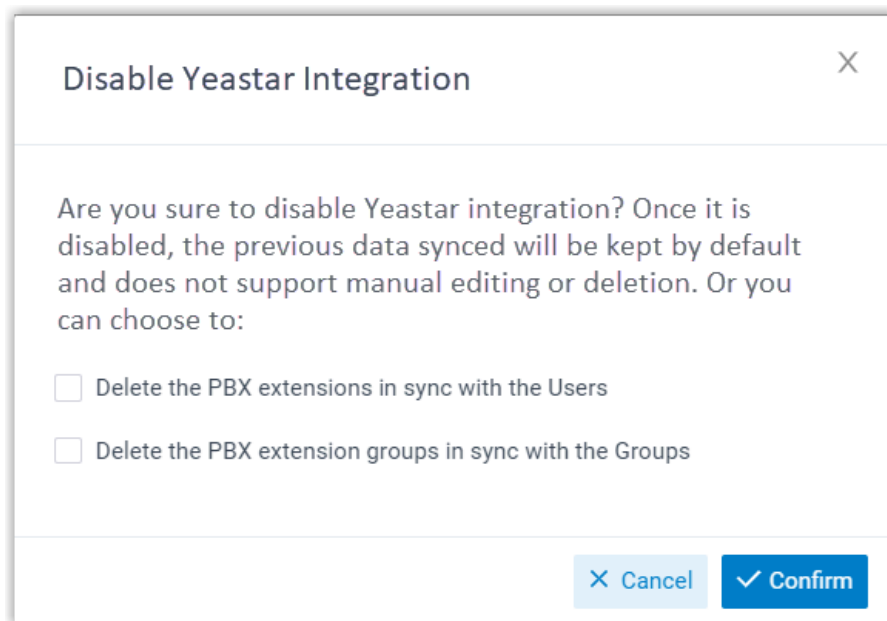 Disable Yeastar Integration
Are you sure to disable Yeastar integration? Once it is
disabled, the previous data synced will be kept by default
and does not support manual editing or deletion. Or you
can choose to:
Delete the PBX extensions in sync with the Users
Delete the PBX extension groups in sync with the Groups
Cancel
Confirm